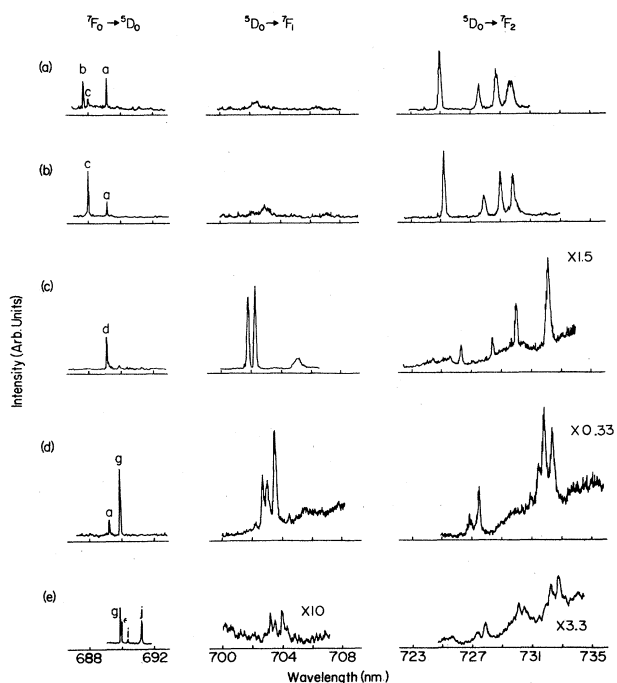 ⁷F₀ → ⁵D₀ ⁵D₀ → ⁷F₁ ⁵D₀ → ⁷F₂
(a) b c a
(b) c a
(c) d X1.5
(d) a g X0.33
(e) g i j X10 X3.3
688 692 700 704 708 723 727 731 735
Wavelength (nm.)
Intensity (Arb. Units)